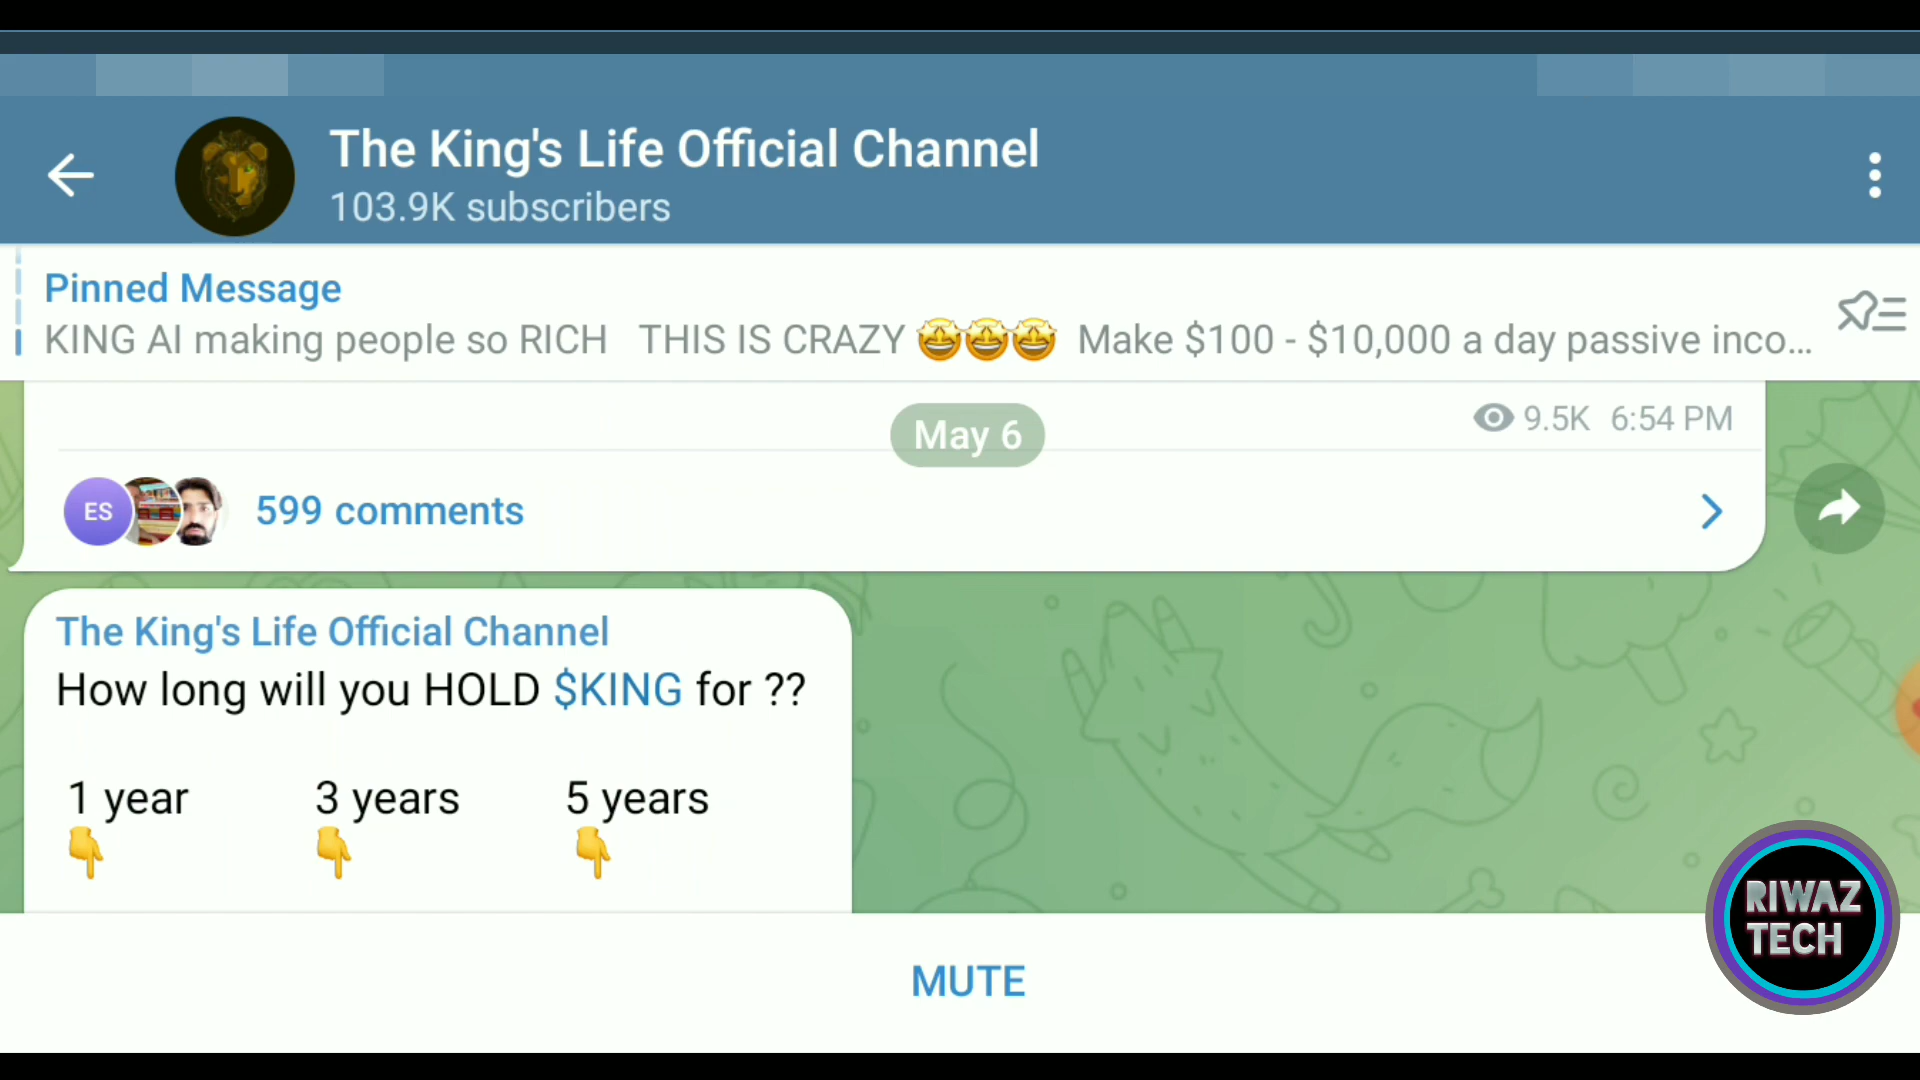 The King's Life Official Channel
103.9K subscribers
Pinned Message
KING AI making people so RICH THIS IS CRAZY 🤩🤩🤩 Make $100 - $10,000 a day passive inco...
May 6
9.5K 6:54 PM
ES
599 comments
The King's Life Official Channel
How long will you HOLD $KING for ??
1 year 3 years 5 years
👇 👇 👇
MUTE
RIWAZ
TECH